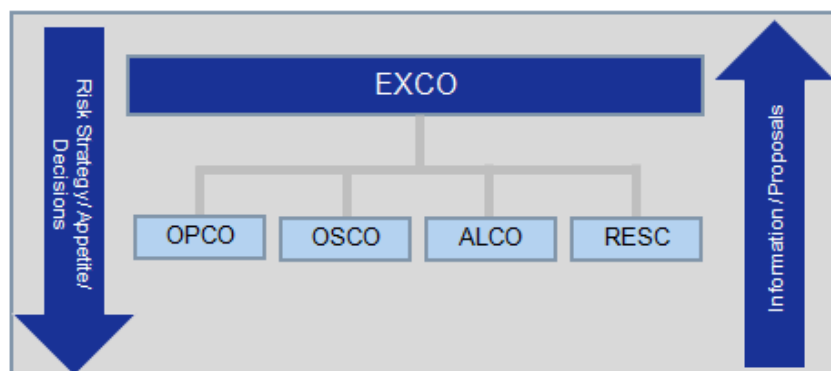 Risk Strategy/ Appetite/
Decisions
EXCO
OPCO
OSCO
ALCO
RESC
Information / Proposals